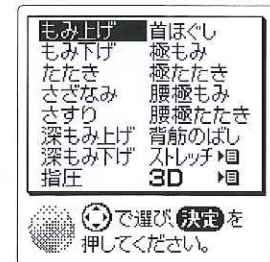 もみ上げ 首ほぐし
もみ下げ 極もみ
たたき 極たたき
さざなみ 腰極もみ
さすり 腰極たたき
深もみ上げ 背筋のばし
深もみ下げ ストレッチ
指圧 3D
で選び 決定 を
押してください。